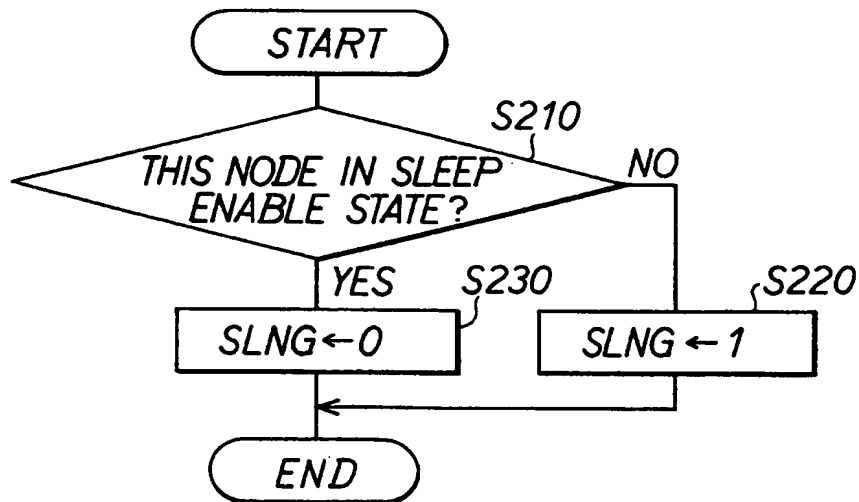 START
S210
THIS NODE IN SLEEP
ENABLE STATE?
NO
YES
S230
S220
SLNG←0
SLNG←1
END